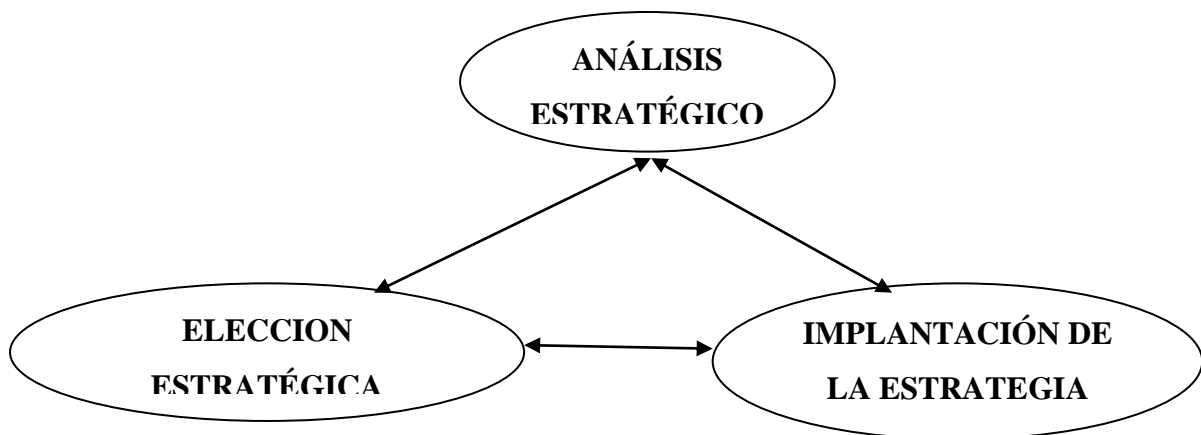 ANÁLISIS
ESTRATÉGICO
ELECCION
ESTRATÉGICA
IMPLANTACIÓN DE
LA ESTRATEGIA